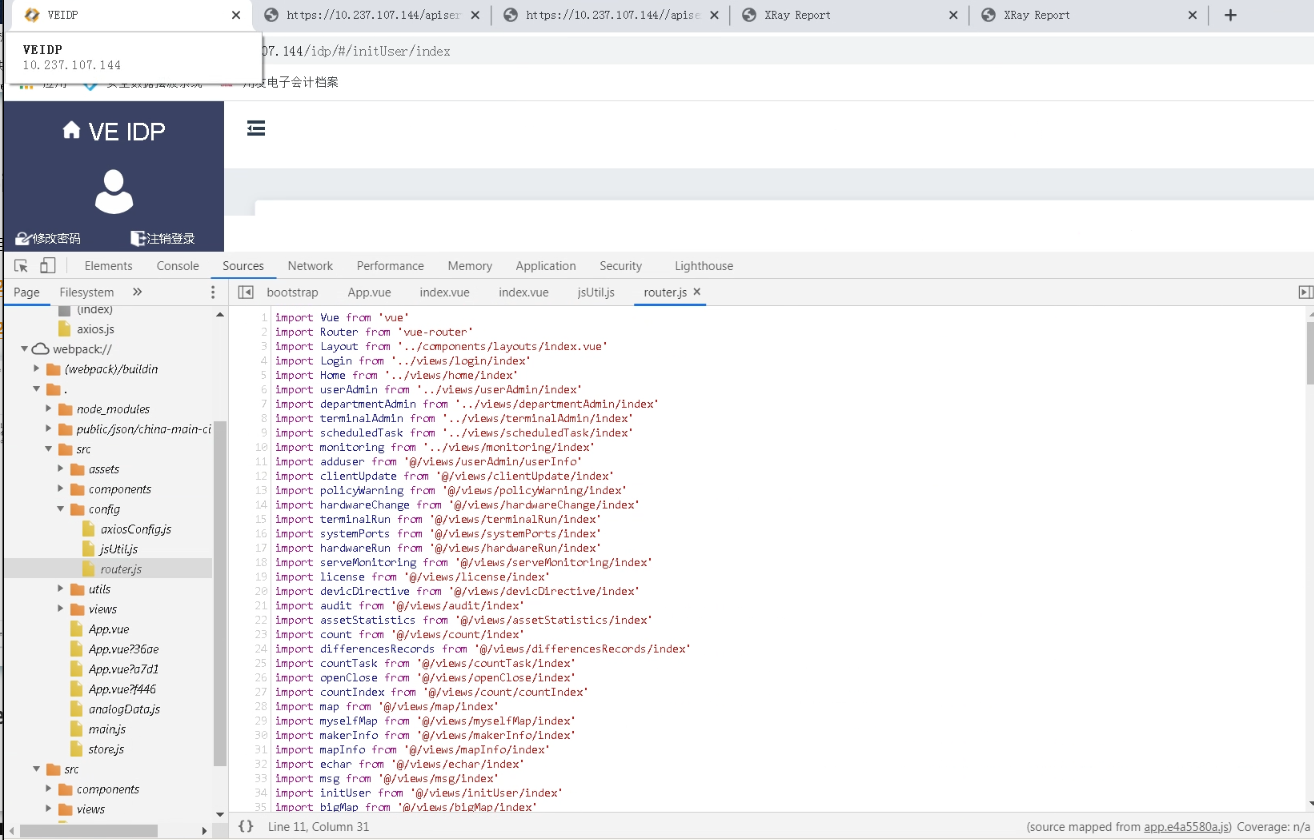 VEIDP
https://10.237.107.144/apiser
https://10.237.107.144//apise
XRay Report
XRay Report
VEIDP
10.237.107.144
07.144/idp/#/initUser/index
电子会计档案
VE IDP
修改密码
注销登录
Elements
Console
Sources
Network
Performance
Memory
Application
Security
Lighthouse
Page
Filesystem
»
bootstrap
App.vue
index.vue
index.vue
jsUtil.js
router.js ×
(index)
axios.js
webpack://
(webpack)/buildin
.
node_modules
public/json/china-main-ci
src
assets
components
config
axiosConfig.js
jsUtil.js
router.js
utils
views
App.vue
App.vue?36ae
App.vue?a7d1
App.vue?f446
analogData.js
main.js
store.js
src
components
views
1 import Vue from 'vue'
2 import Router from 'vue-router'
3 import Layout from '../components/layouts/index.vue'
4 import Login from '../views/login/index'
5 import Home from '../views/home/index'
6 import userAdmin from '../views/userAdmin/index'
7 import departmentAdmin from '../views/departmentAdmin/index'
8 import terminalAdmin from '../views/terminalAdmin/index'
9 import scheduledTask from '../views/scheduledTask/index'
10 import monitoring from '../views/monitoring/index'
11 import adduser from '@/views/userAdmin/userInfo'
12 import clientUpdate from '@/views/clientUpdate/index'
13 import policyWarning from '@/views/policyWarning/index'
14 import hardwareChange from '@/views/hardwareChange/index'
15 import terminalRun from '@/views/terminalRun/index'
16 import systemPorts from '@/views/systemPorts/index'
17 import hardwareRun from '@/views/hardwareRun/index'
18 import serveMonitoring from '@/views/serveMonitoring/index'
19 import license from '@/views/license/index'
20 import devicDirective from '@/views/devicDirective/index'
21 import audit from '@/views/audit/index'
22 import assetStatistics from '@/views/assetStatistics/index'
23 import count from '@/views/count/index'
24 import differencesRecords from '@/views/differencesRecords/index'
25 import countTask from '@/views/countTask/index'
26 import openClose from '@/views/openClose/index'
27 import countIndex from '@/views/count/countIndex'
28 import map from '@/views/map/index'
29 import myselfMap from '@/views/myselfMap/index'
30 import makerInfo from '@/views/makerInfo/index'
31 import mapInfo from '@/views/mapInfo/index'
32 import echar from '@/views/echar/index'
33 import msg from '@/views/msg/index'
34 import initUser from '@/views/initUser/index'
35 import bigMap from '@/views/bigMap/index'
{} Line 11, Column 31
(source mapped from app.e4a5580a.js) Coverage: n/a